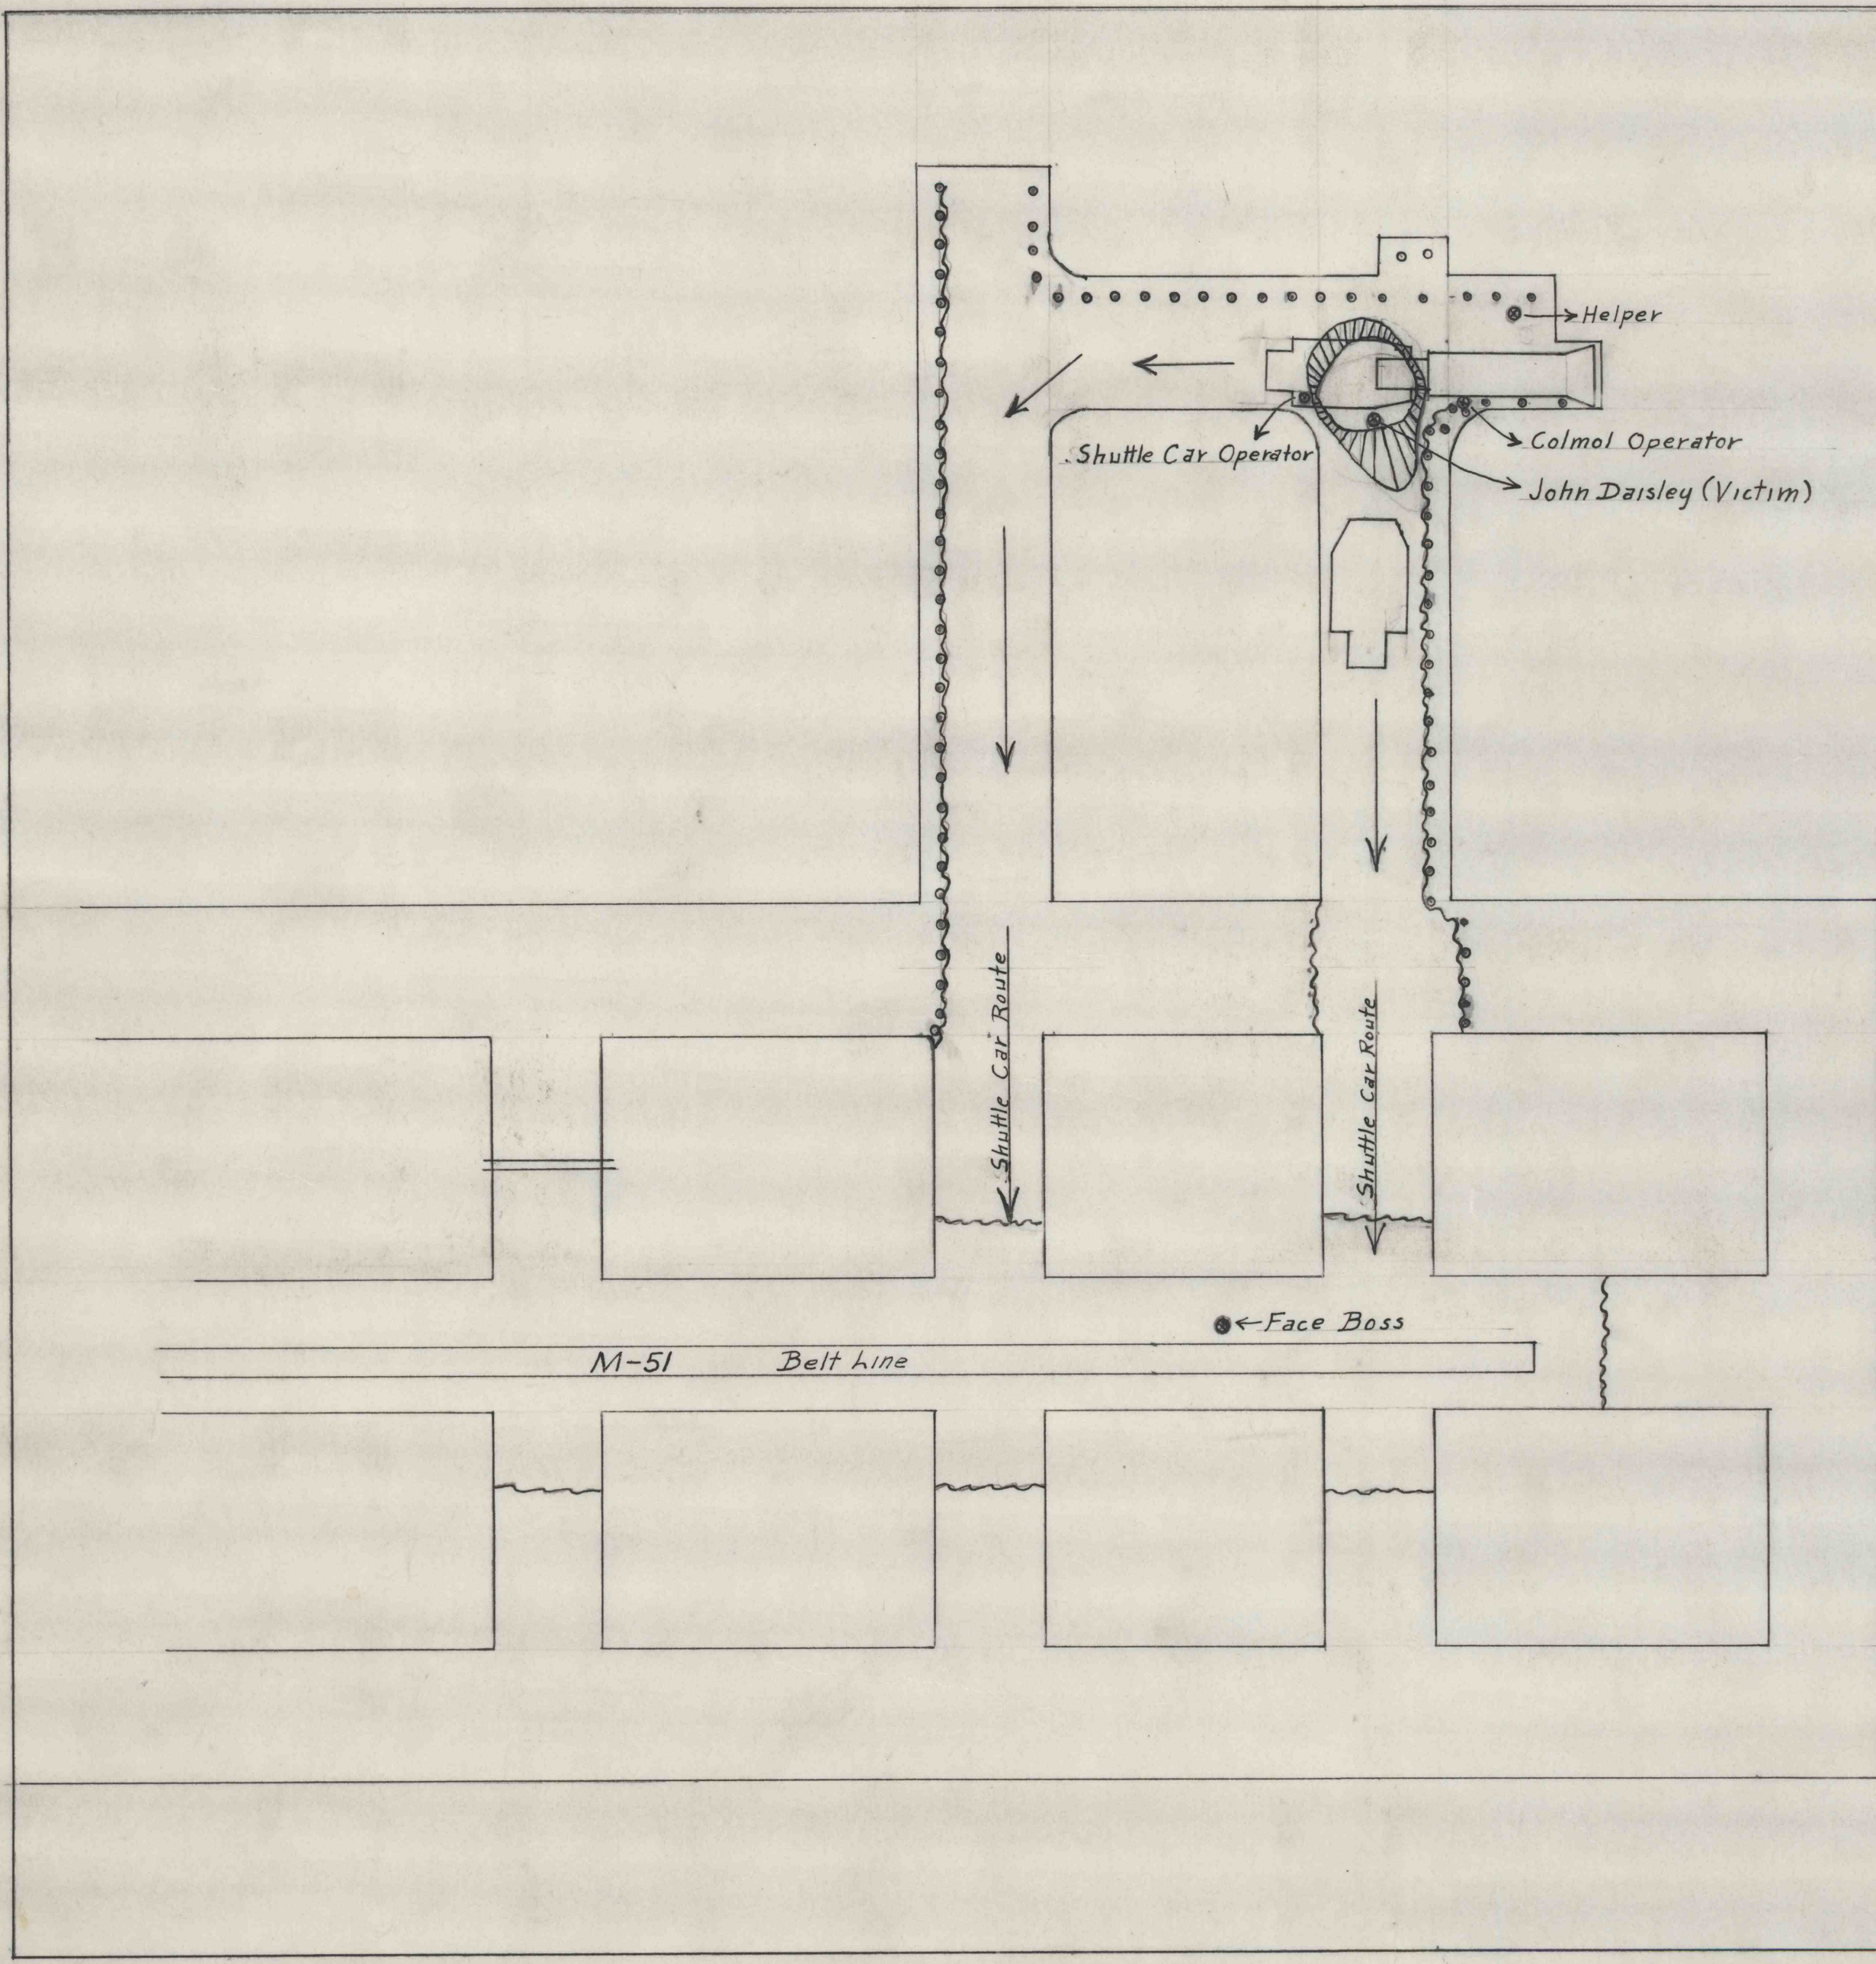 Helper
Shuttle Car Operator
Colmol Operator
John Daisley (Victim)
Shuttle Car Route
Shuttle Car Route
Face Boss
M-51 Belt Line